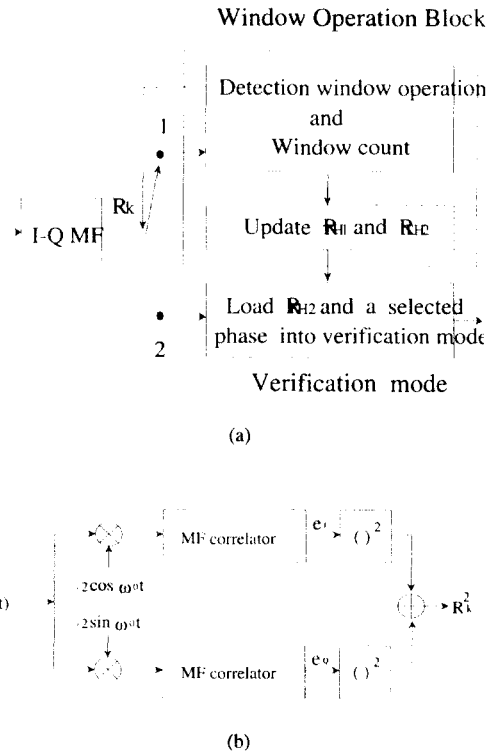 Window Operation Block
Detection window operation
and
Window count
1
Rk
I-Q MF
Update RH1 and RH2
2
Load RH2 and a selected
phase into verification mode
Verification mode
(a)
MF correlator
eI
( )²
2cos ω0t
t)
2sin ω0t
R²k
MF correlator
eQ
( )²
(b)